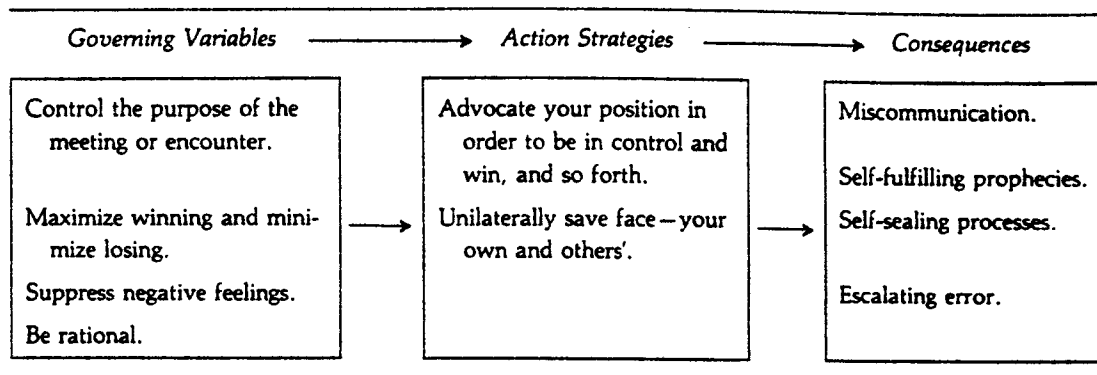 Governing Variables
Action Strategies
Consequences
Control the purpose of the
meeting or encounter.
Maximize winning and mini-
mize losing.
Suppress negative feelings.
Be rational.
Advocate your position in
order to be in control and
win, and so forth.
Unilaterally save face—your
own and others'.
Miscommunication.
Self-fulfilling prophecies.
Self-sealing processes.
Escalating error.